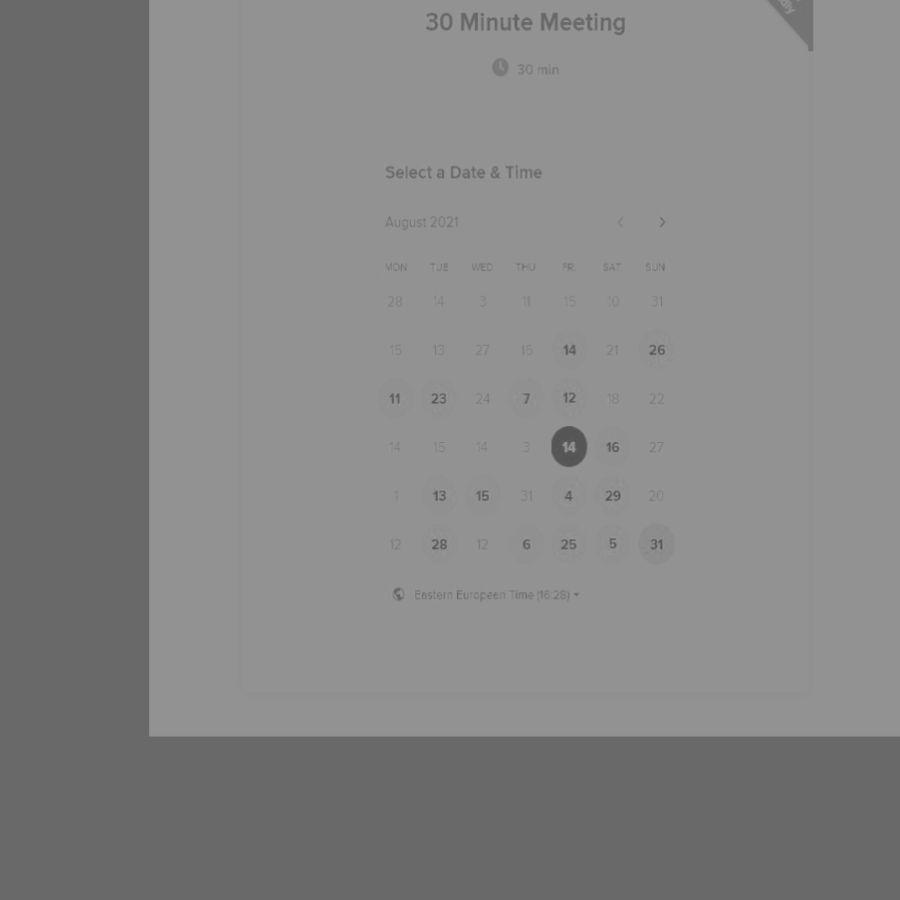 30 Minute Meeting
30 min
Select a Date & Time
August 2021
MON TUE WED THU FR SAT SUN
28 14 3 11 15 10 31
15 13 27 16 14 21 26
11 23 24 7 12 18 22
14 15 14 3 14 16 27
1 13 15 31 4 29 20
12 28 12 6 25 5 31
Eastern European Time (16:28)